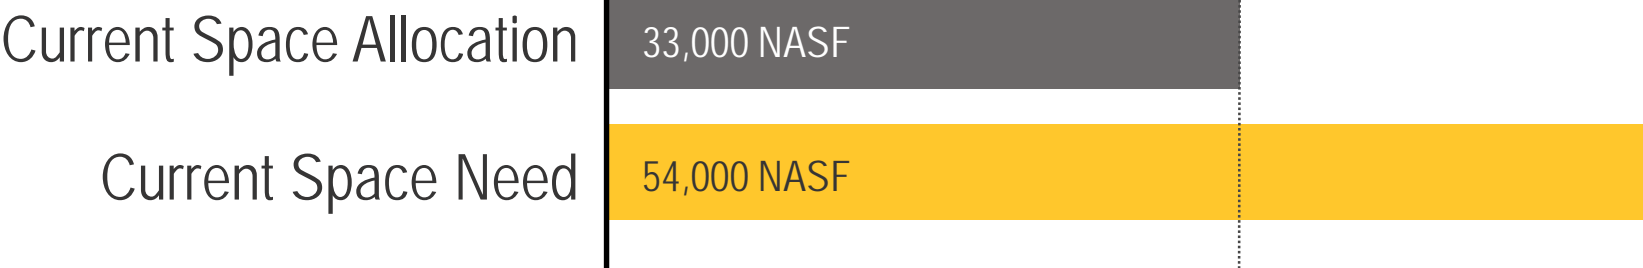 Current Space Allocation 33,000 NASF
Current Space Need 54,000 NASF